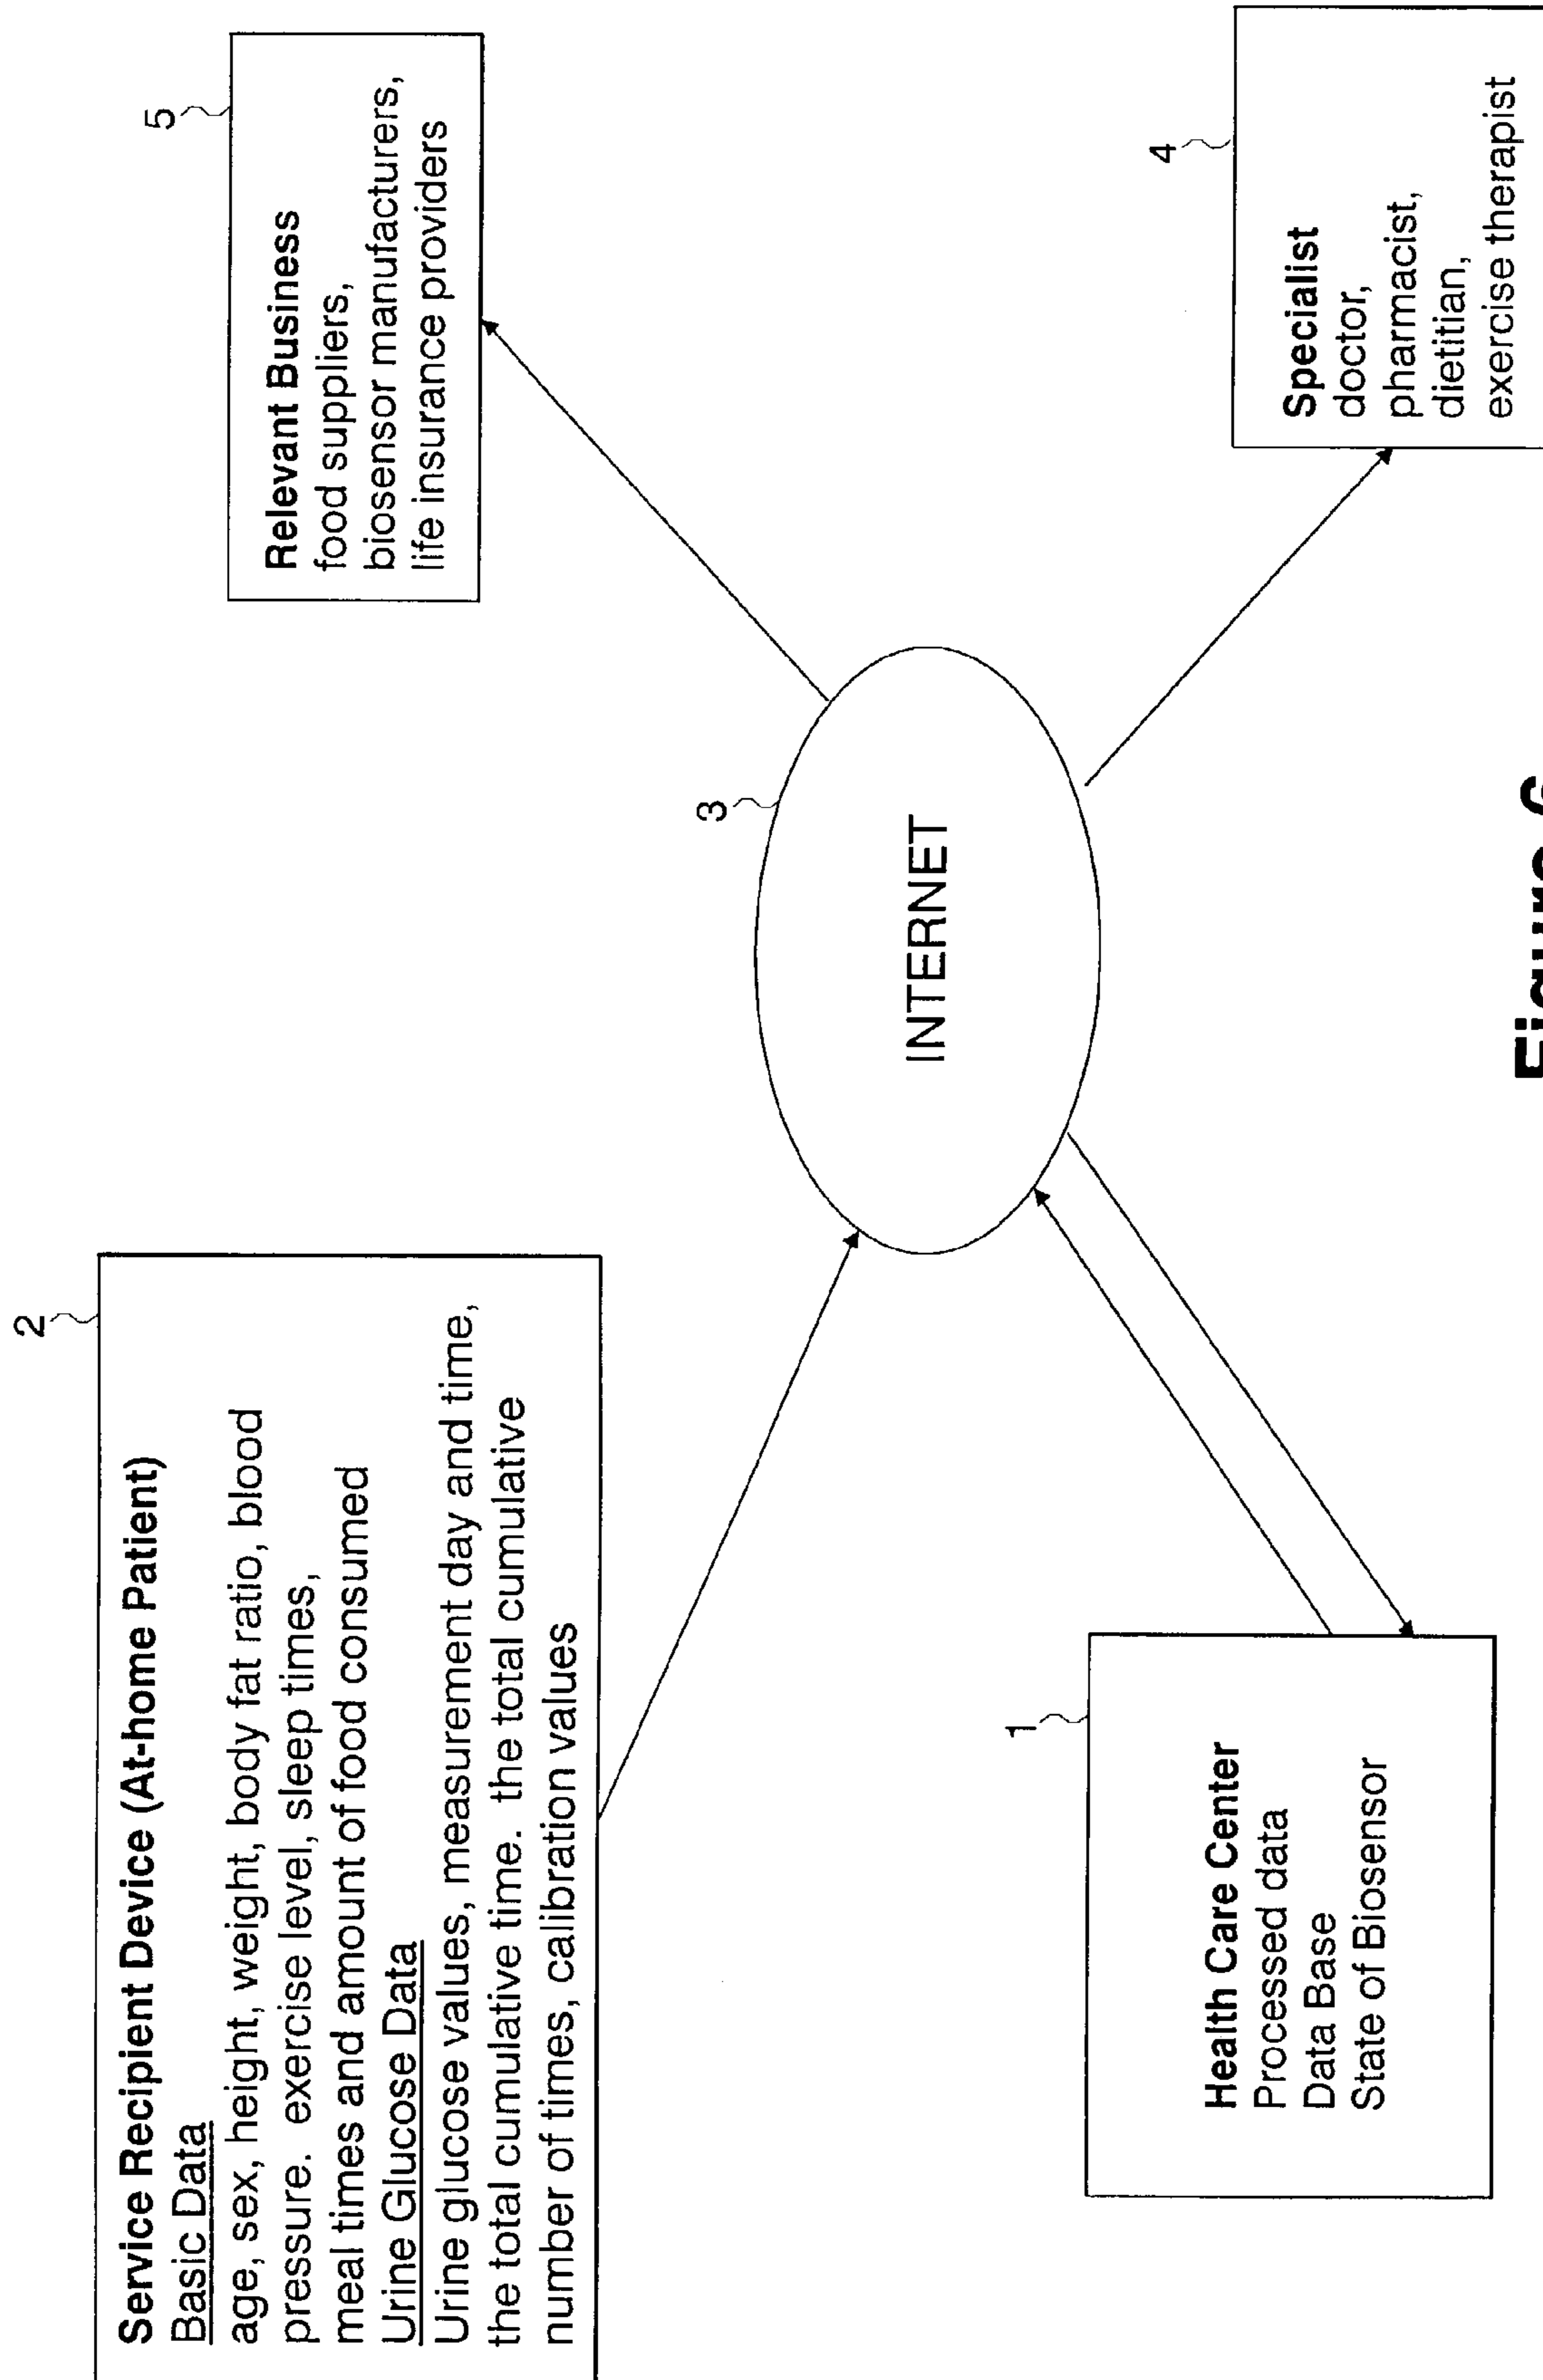 2
Service Recipient Device (At-home Patient)
Basic Data
age, sex, height, weight, body fat ratio, blood
pressure. exercise level, sleep times,
meal times and amount of food consumed
Urine Glucose Data
Urine glucose values, measurement day and time,
the total cumulative time. the total cumulative
number of times, calibration values
5
Relevant Business
food suppliers,
biosensor manufacturers,
life insurance providers
3
INTERNET
1
Health Care Center
Processed data
Data Base
State of Biosensor
4
Specialist
doctor,
pharmacist,
dietitian,
exercise therapist
Figure 6